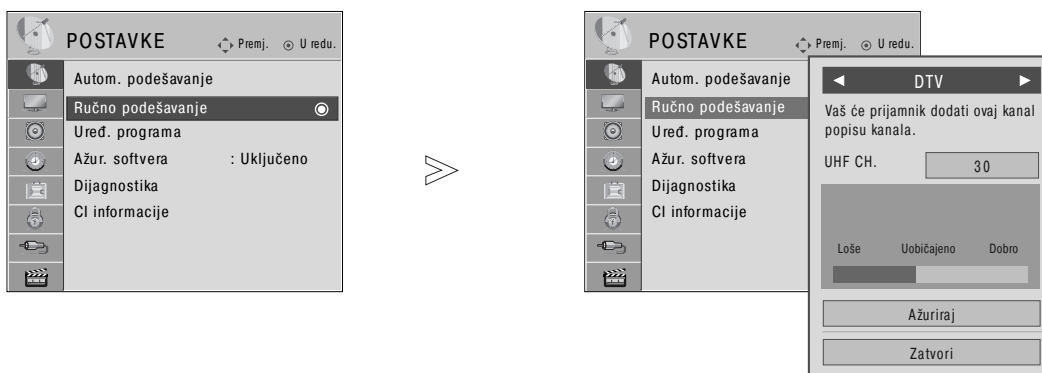 POSTAVKE
Premj.
U redu.
Autom. podešavanje
Ručno podešavanje
Uređ. programa
Ažur. softvera : Uključeno
Dijagnostika
CI informacije
POSTAVKE
Premj.
U redu.
Autom. podešavanje
Ručno podešavanje
Uređ. programa
Ažur. softvera
Dijagnostika
CI informacije
DTV
Vaš će prijamnik dodati ovaj kanal
popisu kanala.
UHF CH. 30
Loše Uobičajeno Dobro
Ažuriraj
Zatvori